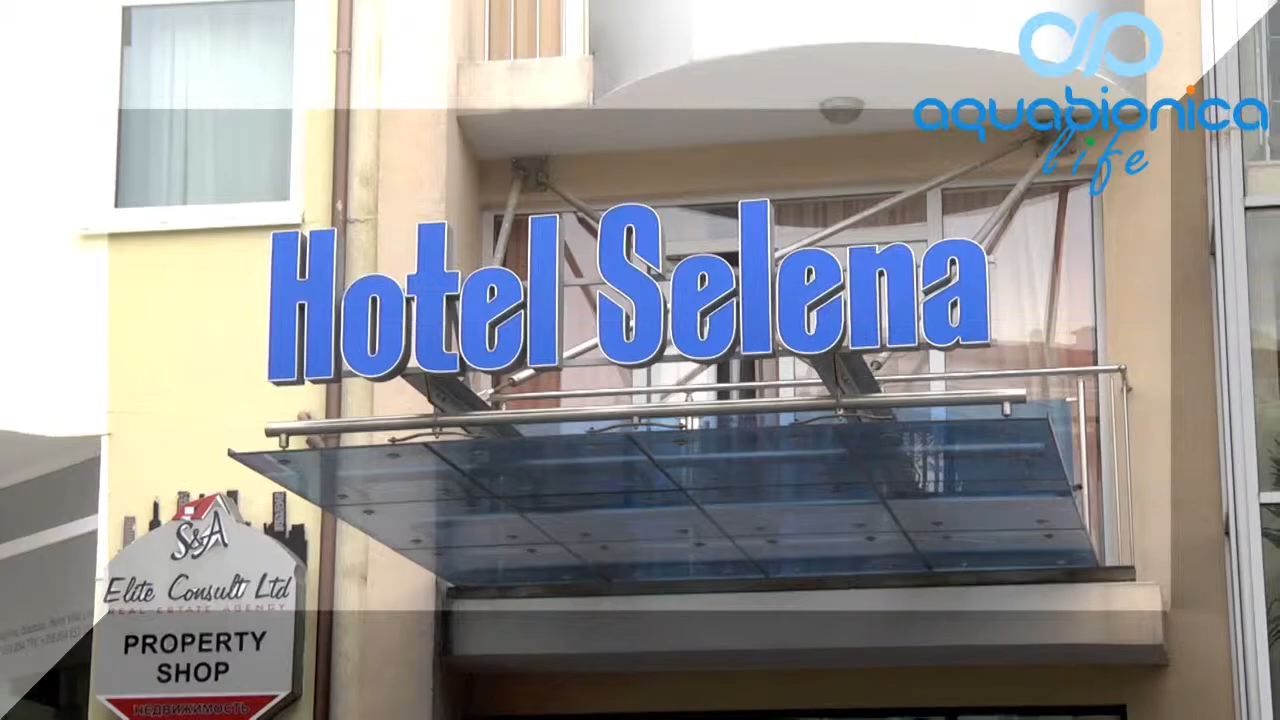 aquabionica
life
Hotel Selena
S&A
Elite Consult Ltd
REAL ESTATE AGENCY
PROPERTY
SHOP
НЕДВИЖИМОСТЬ